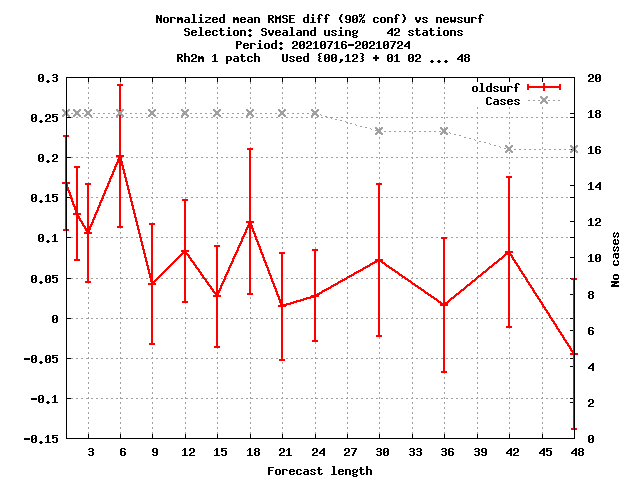 Normalized mean RMSE diff (90% conf) vs newsurf
Selection: Svealand using    42 stations
Period: 20210716-20210724
Rh2m 1 patch   Used {00,12} + 01 02 ... 48
oldsurf
Cases
0.3
0.25
0.2
0.15
0.1
0.05
0
-0.05
-0.1
-0.15
20
18
16
14
12
10
8
6
4
2
0
No cases
3 6 9 12 15 18 21 24 27 30 33 36 39 42 45 48
Forecast length